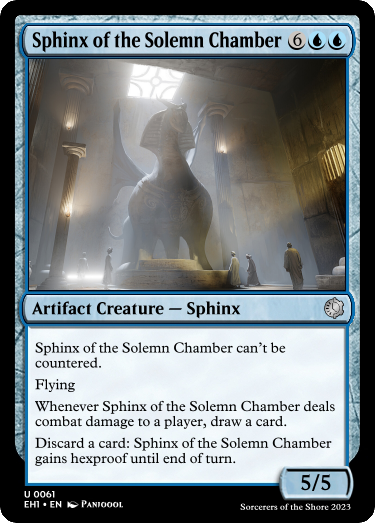 Sphinx of the Solemn Chamber 6
Artifact Creature — Sphinx
Sphinx of the Solemn Chamber can't be
countered.
Flying
Whenever Sphinx of the Solemn Chamber deals
combat damage to a player, draw a card.
Discard a card: Sphinx of the Solemn Chamber
gains hexproof until end of turn.
5/5
U 0061
EH1 • EN Panjoool
Sorcerers of the Shore 2023